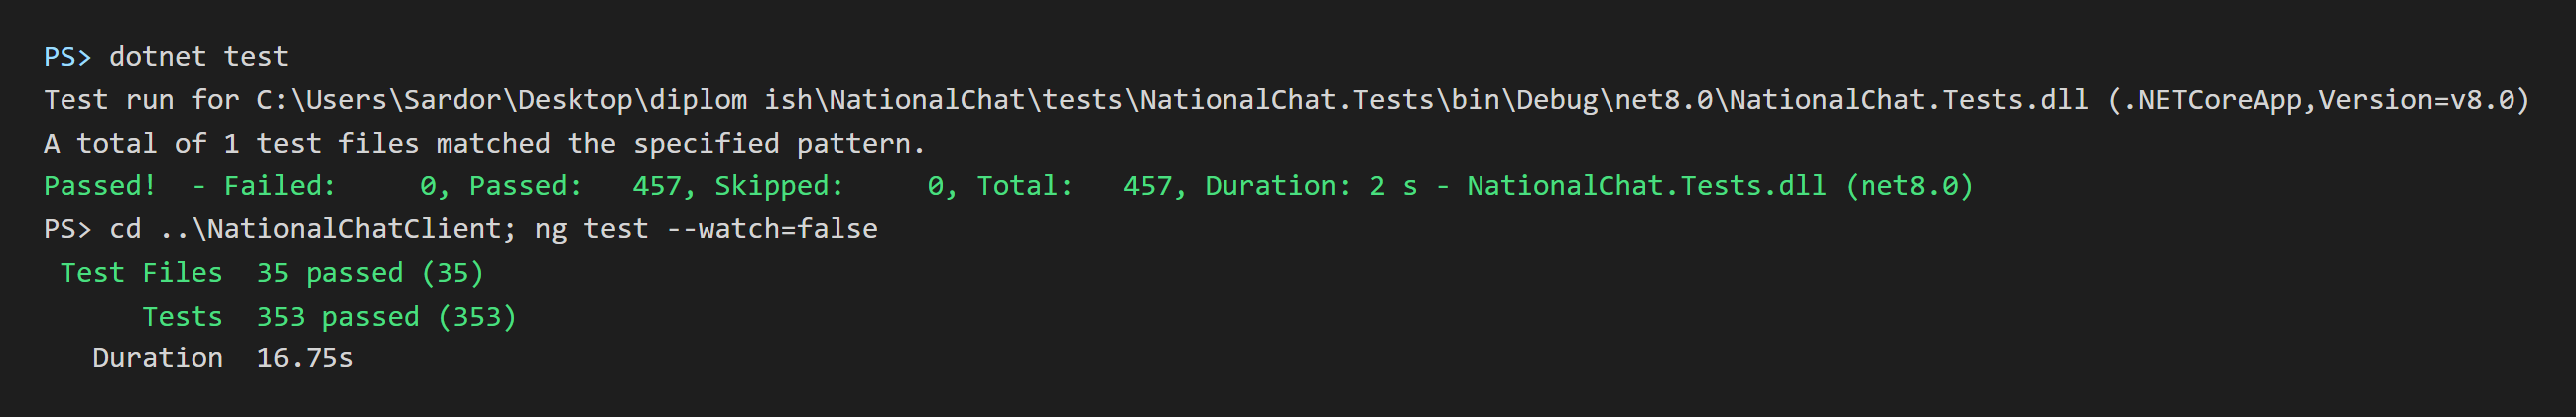 PS> dotnet test
Test run for C:\Users\Sardor\Desktop\diplom ish\NationalChat\tests\NationalChat.Tests\bin\Debug\net8.0\NationalChat.Tests.dll (.NETCoreApp,Version=v8.0)
A total of 1 test files matched the specified pattern.
Passed!  - Failed:     0, Passed:   457, Skipped:     0, Total:   457, Duration: 2 s - NationalChat.Tests.dll (net8.0)
PS> cd ..\NationalChatClient; ng test --watch=false
 Test Files  35 passed (35)
      Tests  353 passed (353)
   Duration  16.75s